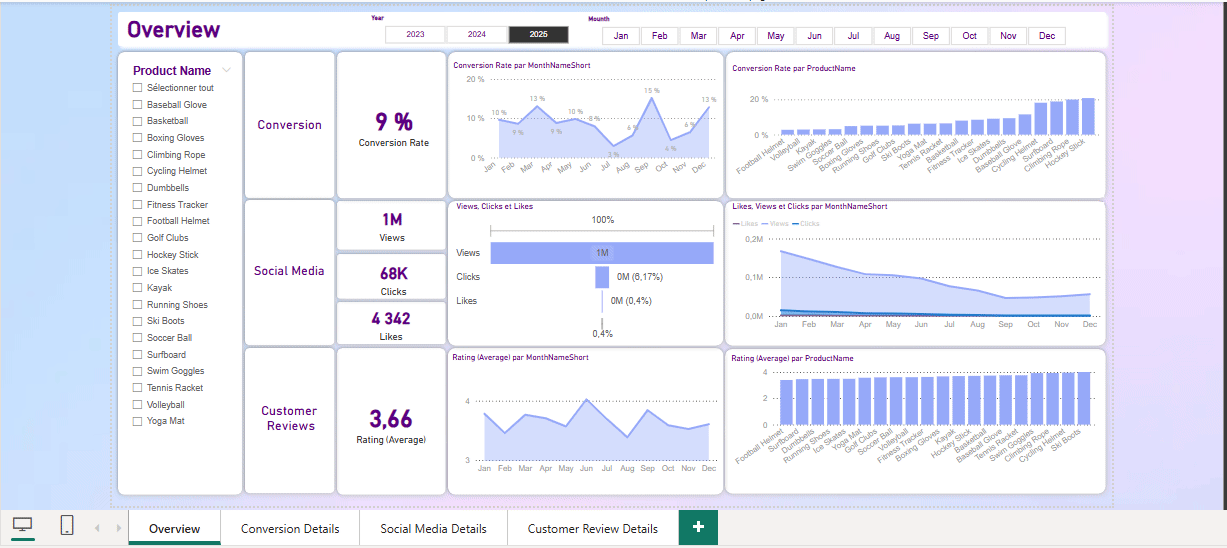 Overview
Year
2023 2024 2025
Mounth
Jan Feb Mar Apr May Jun Jul Aug Sep Oct Nov Dec
Product Name
Sélectionner tout
Baseball Glove
Basketball
Boxing Gloves
Climbing Rope
Cycling Helmet
Dumbbells
Fitness Tracker
Football Helmet
Golf Clubs
Hockey Stick
Ice Skates
Kayak
Running Shoes
Ski Boots
Soccer Ball
Surfboard
Swim Goggles
Tennis Racket
Volleyball
Yoga Mat
Conversion
9 %
Conversion Rate
Conversion Rate par MonthNameShort
20 %
10 %
0 %
10 % 9 % 13 % 9 % 10 % 8 % 3 % 6 % 15 % 4 % 6 % 13 %
Jan Feb Mar Apr May Jun Jul Aug Sep Oct Nov Dec
Conversion Rate par ProductName
20 %
0 %
Football Helmet Volleyball Kayak Swim Goggles Soccer Ball Boxing Gloves Running Shoes Golf Clubs Ski Boots Yoga Mat Tennis Racket Basketball Fitness Tracker Ice Skates Dumbbells Baseball Glove Cycling Helmet Surfboard Climbing Rope Hockey Stick
Social Media
1M
Views
68K
Clicks
4 342
Likes
Views, Clicks et Likes
100%
Views 1M
Clicks 0M (6,17%)
Likes 0M (0,4%)
0,4%
Likes, Views et Clicks par MonthNameShort
Likes Views Clicks
0,2M
0,1M
0,0M
Jan Feb Mar Apr May Jun Jul Aug Sep Oct Nov Dec
Customer
Reviews
3,66
Rating (Average)
Rating (Average) par MonthNameShort
4
3
Jan Feb Mar Apr May Jun Jul Aug Sep Oct Nov Dec
Rating (Average) par ProductName
4
2
0
Football Helmet Surfboard Dumbbells Running Shoes Ice Skates Yoga Mat Golf Clubs Soccer Ball Volleyball Fitness Tracker Boxing Gloves Kayak Hockey Stick Basketball Baseball Glove Tennis Racket Swim Goggles Climbing Rope Cycling Helmet Ski Boots
Overview Conversion Details Social Media Details Customer Review Details +